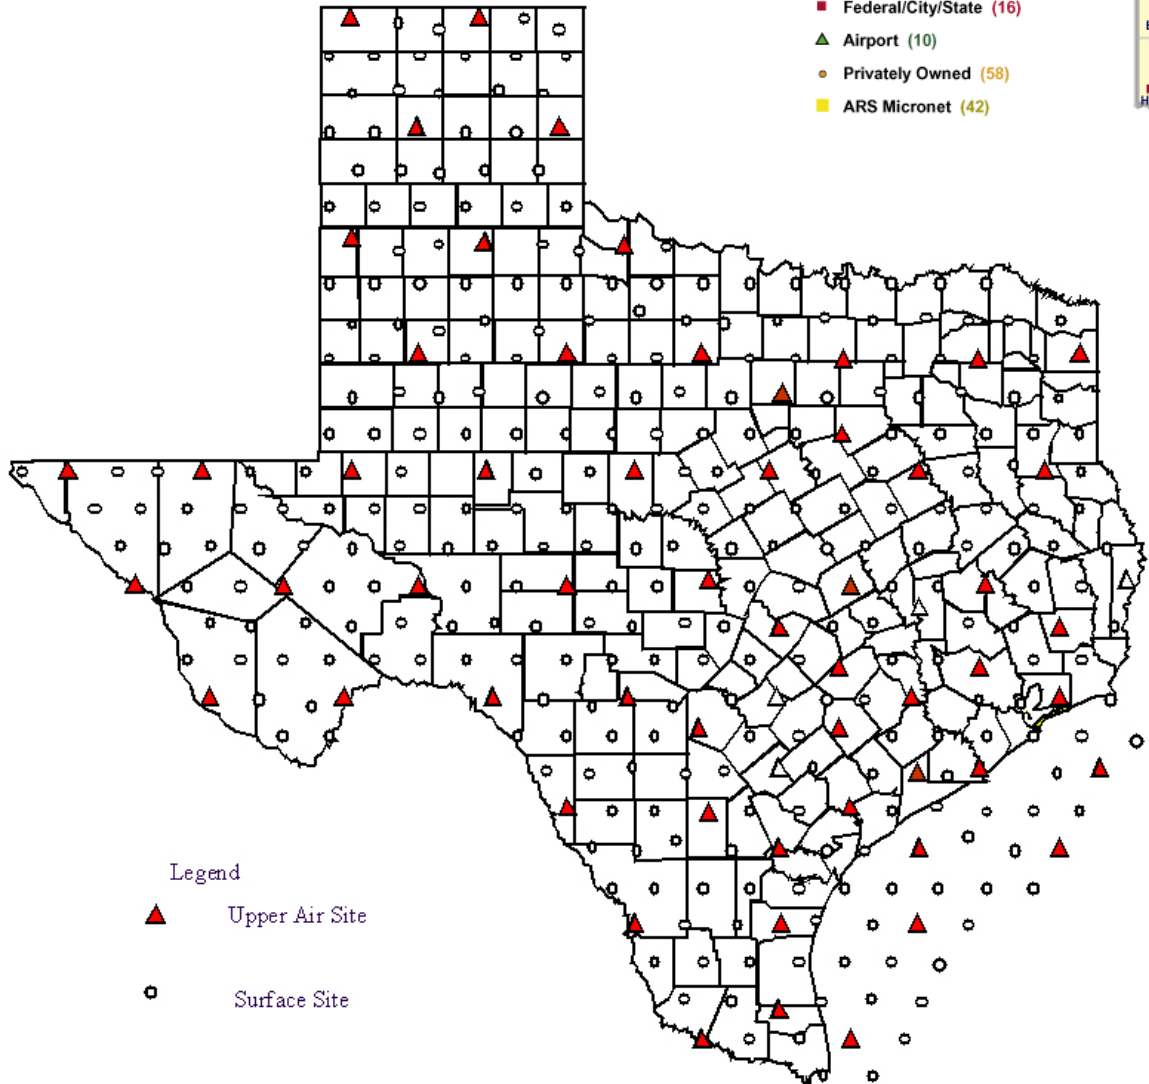 Federal/City/State (16)
Airport (10)
Privately Owned (58)
ARS Micronet (42)
Legend
Upper Air Site
Surface Site